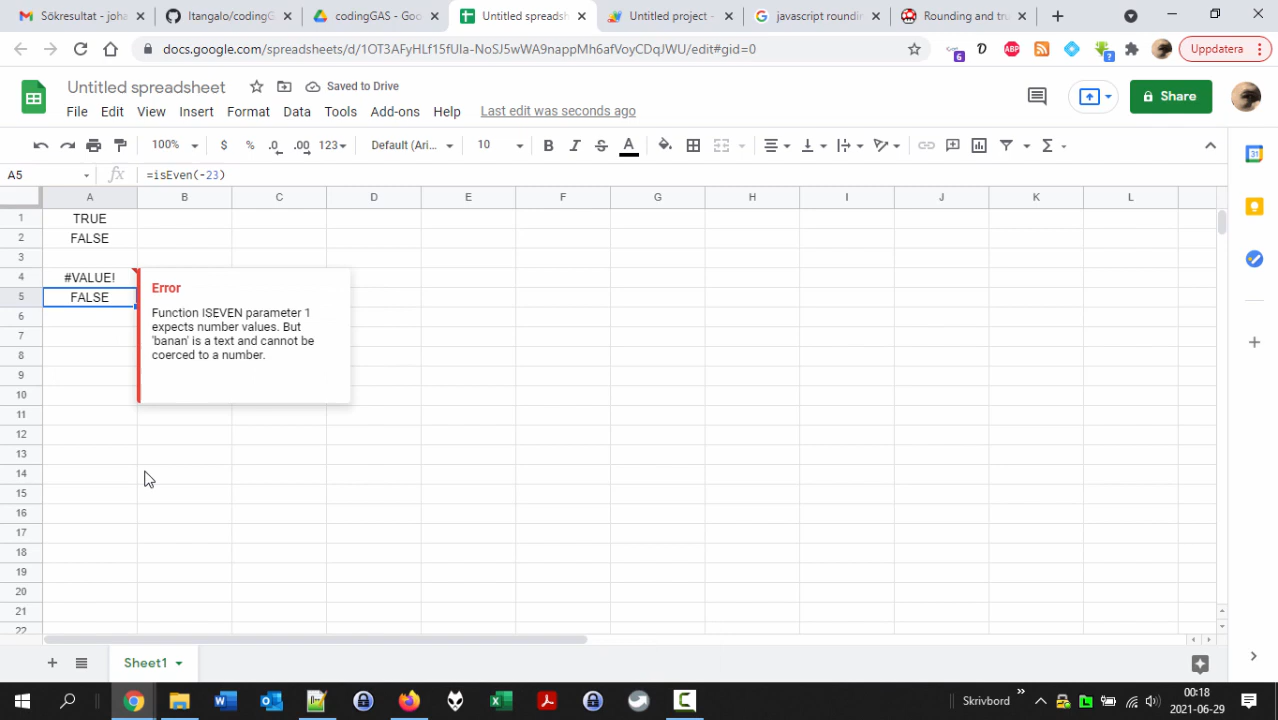 Sökresultat - joha
Itangalo/codingG
codingGAS - Goo
Untitled spreadsh
Untitled project -
javascript roundin
Rounding and tru
docs.google.com/spreadsheets/d/1OT3AFyHLf15fUIa-NoSJ5wWA9nappMh6afVoyCDqJWU/edit#gid=0
6
D
ABP
?
Uppdatera
Untitled spreadsheet
Saved to Drive
File Edit View Insert Format Data Tools Add-ons Help Last edit was seconds ago
Share
100% $ % .0 .00 123 Default (Ari... 10 B I S A
31
A5 fx =isEven(-23)
A B C D E F G H I J K L
1 TRUE
2 FALSE
3
4 #VALUE!
5 FALSE
Error
Function ISEVEN parameter 1
expects number values. But
'banan' is a text and cannot be
coerced to a number.
6
7
8
9
10
11
12
13
14
15
16
17
18
19
20
21
22
Sheet1
Skrivbord
00:18
2021-06-29